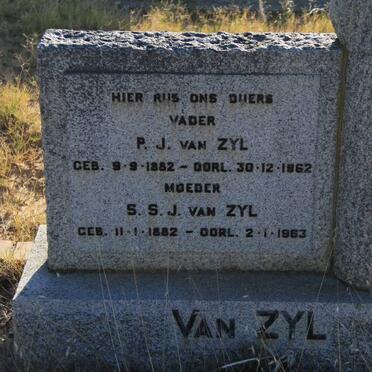 HIER RUS ONS OUERS
VADER
P. J. VAN ZYL
GEB. 9-9-1882 - OORL. 30-12-1962
MOEDER
S. S. J. VAN ZYL
GEB. 11-1-1882 - OORL. 2-1-1963
VAN ZYL